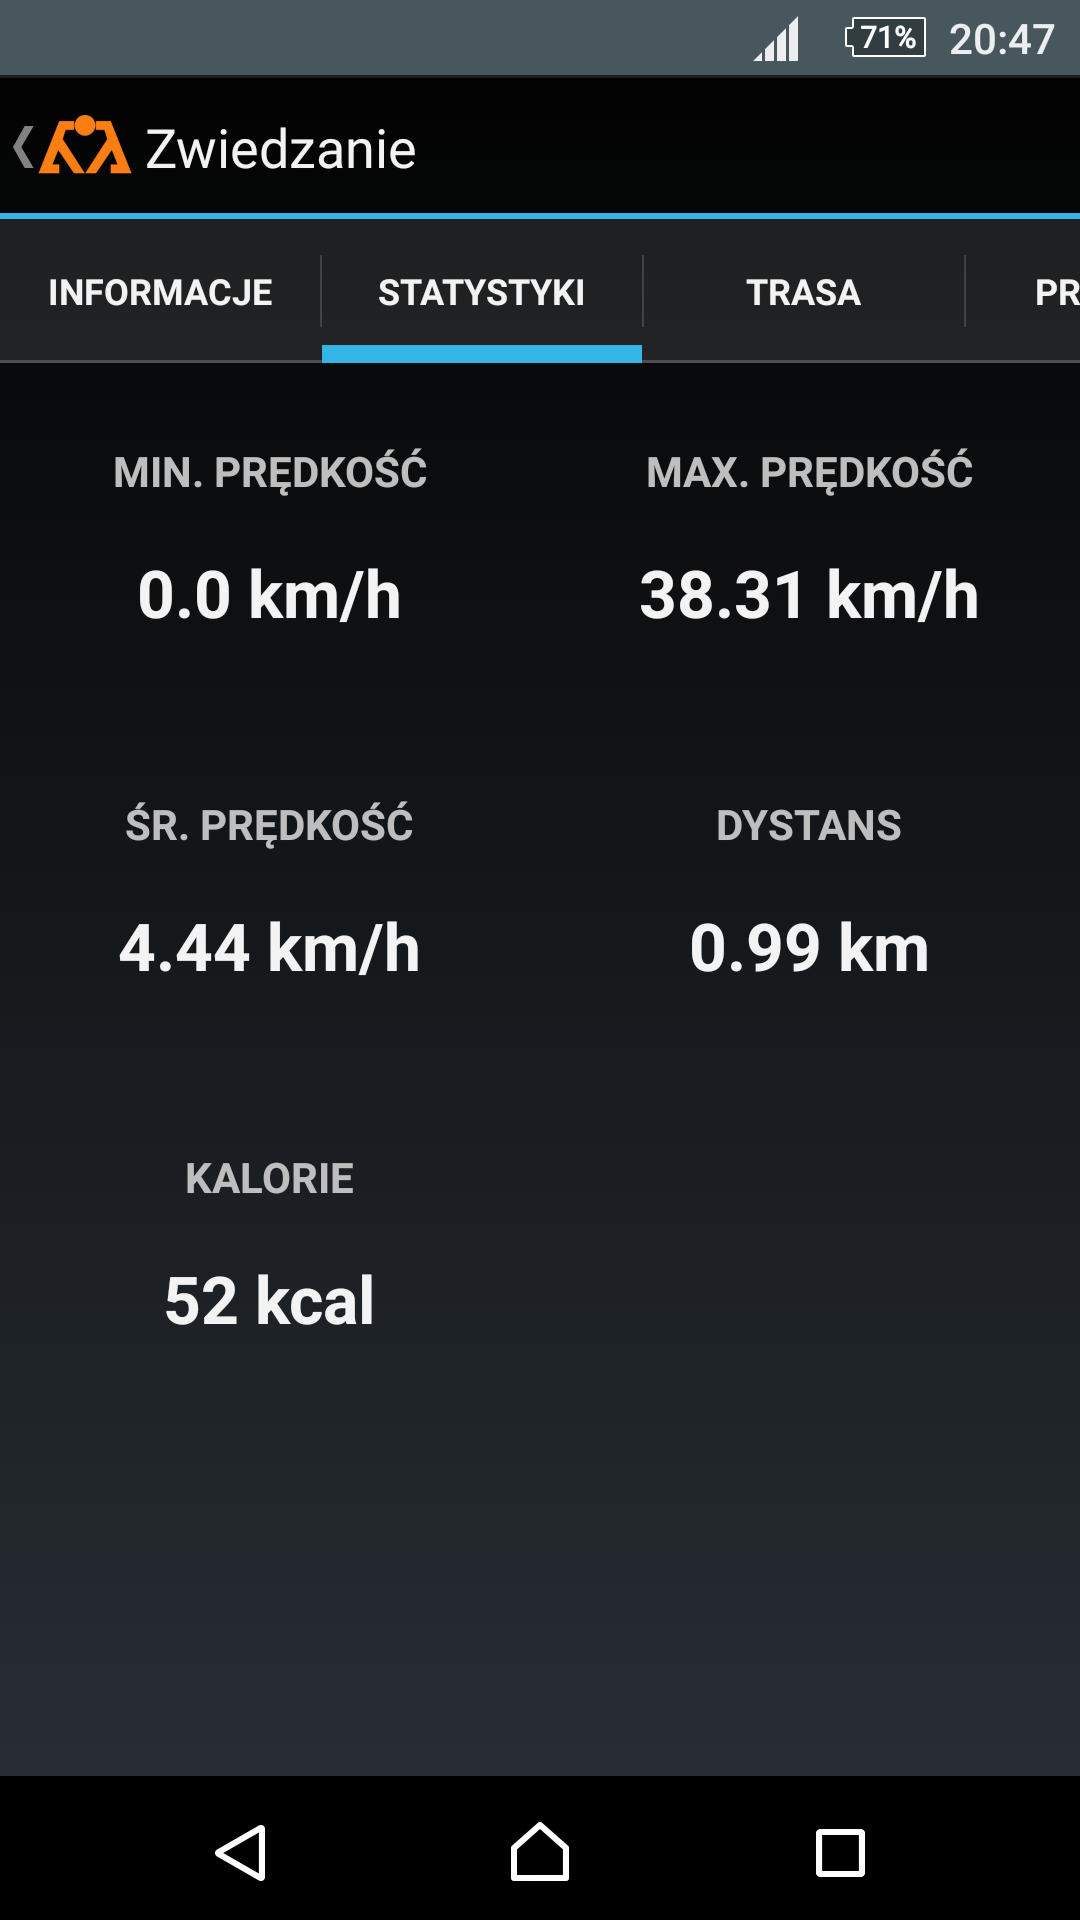 71% 20:47
Zwiedzanie
INFORMACJE STATYSTYKI TRASA PR
MIN. PRĘDKOŚĆ MAX. PRĘDKOŚĆ
0.0 km/h 38.31 km/h
ŚR. PRĘDKOŚĆ DYSTANS
4.44 km/h 0.99 km
KALORIE
52 kcal